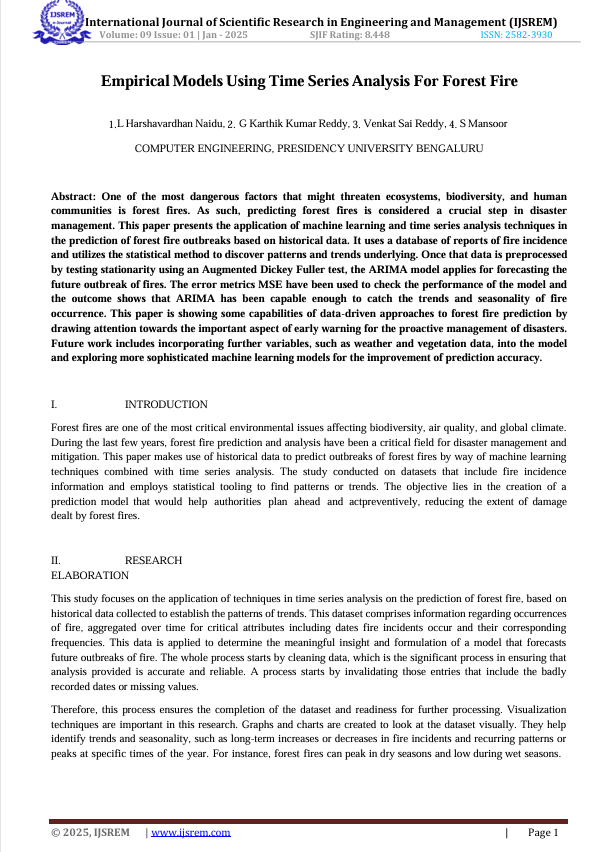 IJSREM
e-Journal
International Journal of Scientific Research in Engineering and Management (IJSREM)
Volume: 09 Issue: 01 | Jan - 2025 SJIF Rating: 8.448 ISSN: 2582-3930
Empirical Models Using Time Series Analysis For Forest Fire
1.L Harshavardhan Naidu, 2. G Karthik Kumar Reddy, 3. Venkat Sai Reddy, 4. S Mansoor
COMPUTER ENGINEERING, PRESIDENCY UNIVERSITY BENGALURU
Abstract: One of the most dangerous factors that might threaten ecosystems, biodiversity, and human
communities is forest fires. As such, predicting forest fires is considered a crucial step in disaster
management. This paper presents the application of machine learning and time series analysis techniques in
the prediction of forest fire outbreaks based on historical data. It uses a database of reports of fire incidence
and utilizes the statistical method to discover patterns and trends underlying. Once that data is preprocessed
by testing stationarity using an Augmented Dickey Fuller test, the ARIMA model applies for forecasting the
future outbreak of fires. The error metrics MSE have been used to check the performance of the model and
the outcome shows that ARIMA has been capable enough to catch the trends and seasonality of fire
occurrence. This paper is showing some capabilities of data-driven approaches to forest fire prediction by
drawing attention towards the important aspect of early warning for the proactive management of disasters.
Future work includes incorporating further variables, such as weather and vegetation data, into the model
and exploring more sophisticated machine learning models for the improvement of prediction accuracy.
I. INTRODUCTION
Forest fires are one of the most critical environmental issues affecting biodiversity, air quality, and global climate.
During the last few years, forest fire prediction and analysis have been a critical field for disaster management and
mitigation. This paper makes use of historical data to predict outbreaks of forest fires by way of machine learning
techniques combined with time series analysis. The study conducted on datasets that include fire incidence
information and employs statistical tooling to find patterns or trends. The objective lies in the creation of a
prediction model that would help authorities plan ahead and actpreventively, reducing the extent of damage
dealt by forest fires.
II. RESEARCH
ELABORATION
This study focuses on the application of techniques in time series analysis on the prediction of forest fire, based on
historical data collected to establish the patterns of trends. This dataset comprises information regarding occurrences
of fire, aggregated over time for critical attributes including dates fire incidents occur and their corresponding
frequencies. This data is applied to determine the meaningful insight and formulation of a model that forecasts
future outbreaks of fire. The whole process starts by cleaning data, which is the significant process in ensuring that
analysis provided is accurate and reliable. A process starts by invalidating those entries that include the badly
recorded dates or missing values.
Therefore, this process ensures the completion of the dataset and readiness for further processing. Visualization
techniques are important in this research. Graphs and charts are created to look at the dataset visually. They help
identify trends and seasonality, such as long-term increases or decreases in fire incidents and recurring patterns or
peaks at specific times of the year. For instance, forest fires can peak in dry seasons and low during wet seasons.
© 2025, IJSREM | www.ijsrem.com | Page 1